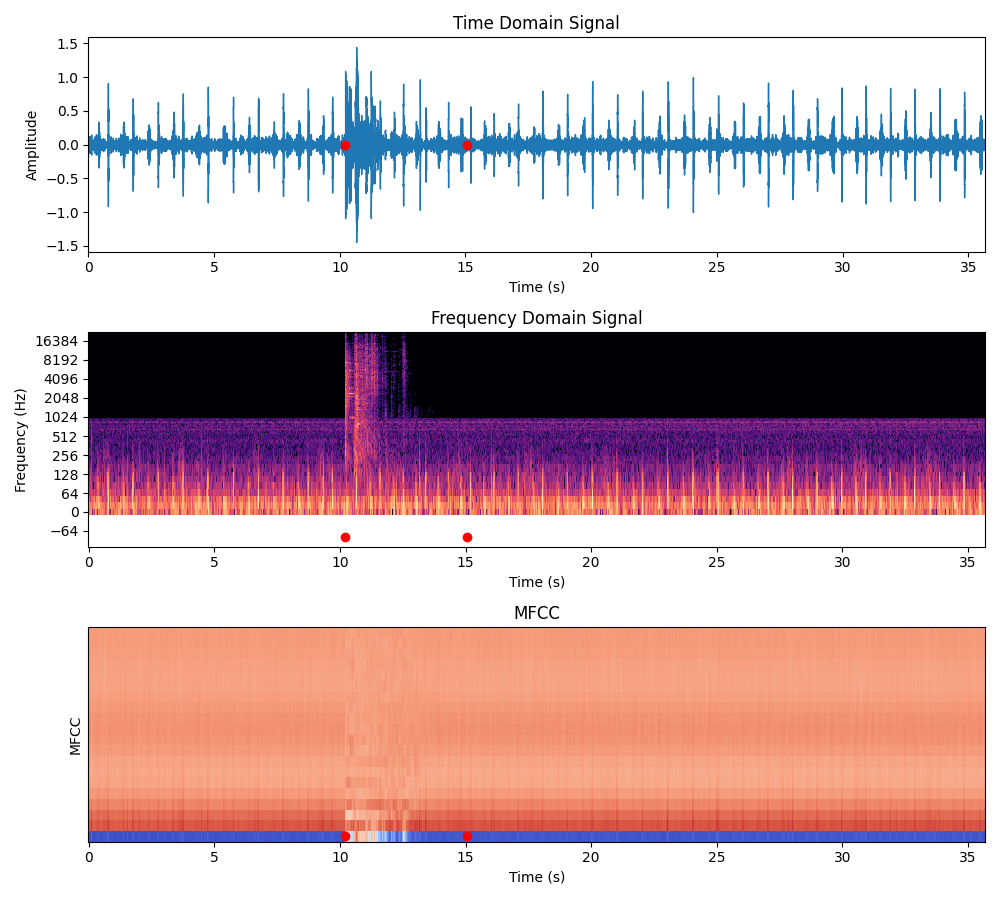 Time Domain Signal
1.5
1.0
0.5
0.0
−0.5
−1.0
−1.5
Amplitude
0 5 10 15 20 25 30 35
Time (s)
Frequency Domain Signal
16384
8192
4096
2048
1024
512
256
128
64
0
−64
Frequency (Hz)
0 5 10 15 20 25 30 35
Time (s)
MFCC
MFCC
0 5 10 15 20 25 30 35
Time (s)